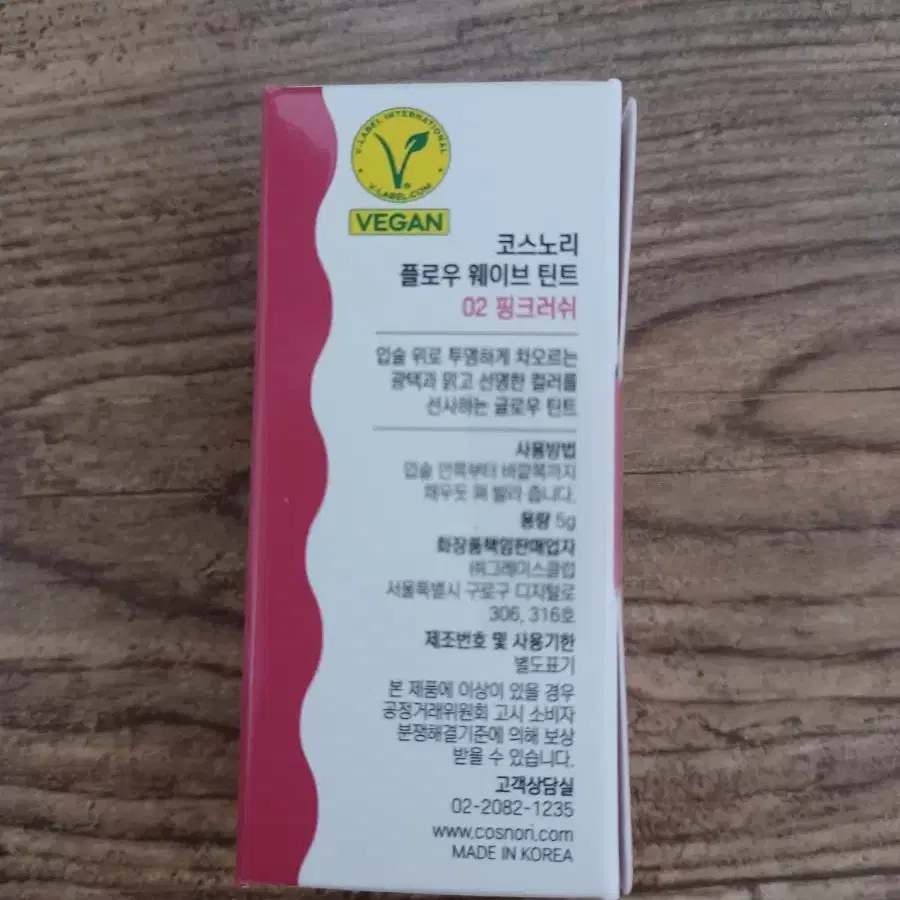 V-LABEL INTERNATIONAL
V-LABEL.COM
VEGAN
코스노리
플로우 웨이브 틴트
02 핑크러쉬
입술 위로 투명하게 차오르는
광택과 맑고 선명한 컬러를
선사하는 글로우 틴트
사용방법
입술 안쪽부터 바깥쪽까지
채우듯 펴 발라 줍니다.
용량 5g
화장품책임판매업자
㈜그레이스클럽
서울특별시 구로구 디지털로
306, 316호
제조번호 및 사용기한
별도표기
본 제품에 이상이 있을 경우
공정거래위원회 고시 소비자
분쟁해결기준에 의해 보상
받을 수 있습니다.
고객상담실
02-2082-1235
www.cosnori.com
MADE IN KOREA